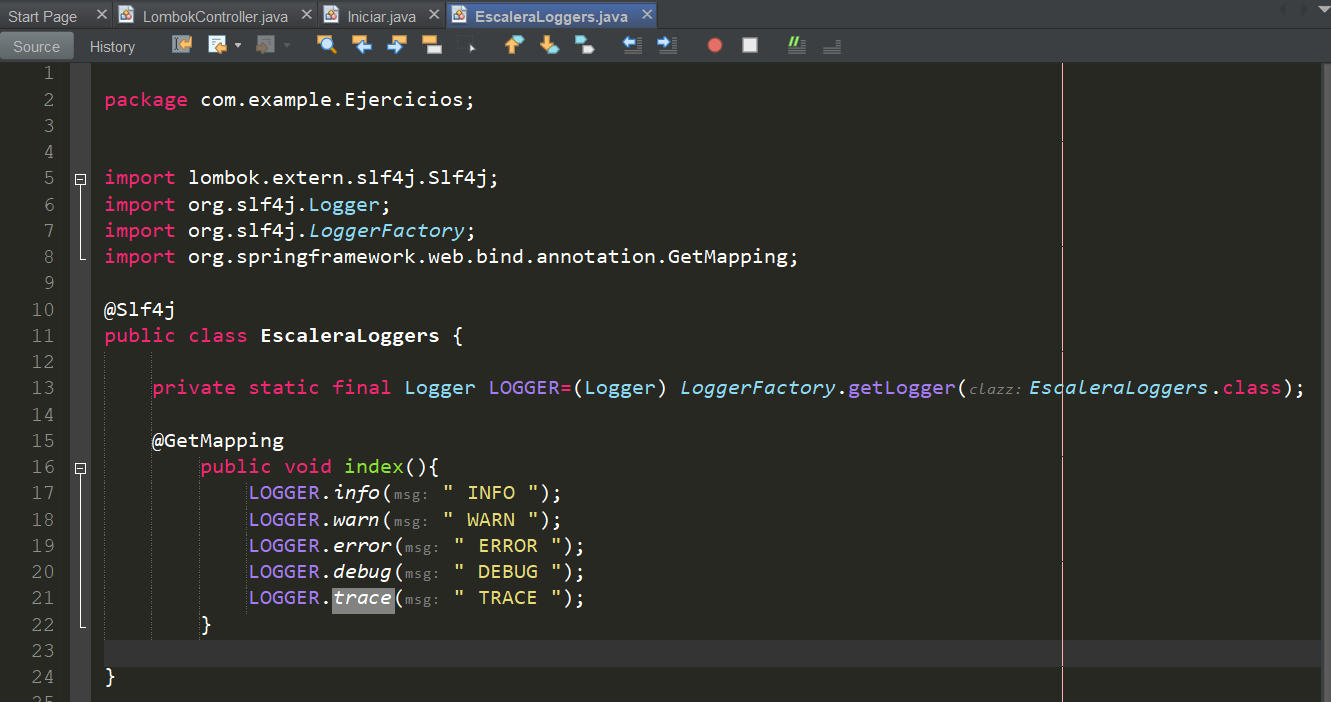 Start Page LombokController.java Iniciar.java EscaleraLoggers.java
Source History
1
2 package com.example.Ejercicios;
3
4
5 import lombok.extern.slf4j.Slf4j;
6 import org.slf4j.Logger;
7 import org.slf4j.LoggerFactory;
8 import org.springframework.web.bind.annotation.GetMapping;
9
10 @Slf4j
11 public class EscaleraLoggers {
12
13 private static final Logger LOGGER=(Logger) LoggerFactory.getLogger(clazz: EscaleraLoggers.class);
14
15 @GetMapping
16 public void index(){
17 LOGGER.info(msg: " INFO ");
18 LOGGER.warn(msg: " WARN ");
19 LOGGER.error(msg: " ERROR ");
20 LOGGER.debug(msg: " DEBUG ");
21 LOGGER.trace(msg: " TRACE ");
22 }
23
24 }
25